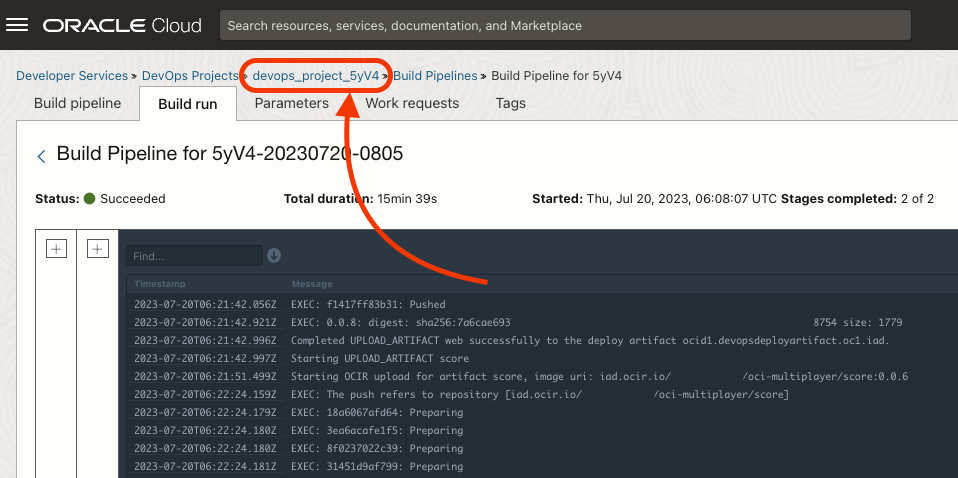 ORACLE Cloud
Search resources, services, documentation, and Marketplace
Developer Services » DevOps Projects » devops_project_5yV4 » Build Pipelines » Build Pipeline for 5yV4
Build pipeline Build run Parameters Work requests Tags
Build Pipeline for 5yV4-20230720-0805
Status: Succeeded Total duration: 15min 39s Started: Thu, Jul 20, 2023, 06:08:07 UTC Stages completed: 2 of 2
Find...
Timestamp Message
2023-07-20T06:21:42.056Z EXEC: f1417ff83b31: Pushed
2023-07-20T06:21:42.921Z EXEC: 0.0.8: digest: sha256:7a6cae693 8754 size: 1779
2023-07-20T06:21:42.996Z Completed UPLOAD_ARTIFACT web successfully to the deploy artifact ocid1.devopsdeployartifact.oc1.iad.
2023-07-20T06:21:42.997Z Starting UPLOAD_ARTIFACT score
2023-07-20T06:21:51.499Z Starting OCIR upload for artifact score, image uri: iad.ocir.io/ /oci-multiplayer/score:0.0.6
2023-07-20T06:22:24.159Z EXEC: The push refers to repository [iad.ocir.io/ /oci-multiplayer/score]
2023-07-20T06:22:24.179Z EXEC: 18a6067afd64: Preparing
2023-07-20T06:22:24.180Z EXEC: 3ea6acafe1f5: Preparing
2023-07-20T06:22:24.180Z EXEC: 8f0237022c39: Preparing
2023-07-20T06:22:24.181Z EXEC: 31451d9af799: Preparing